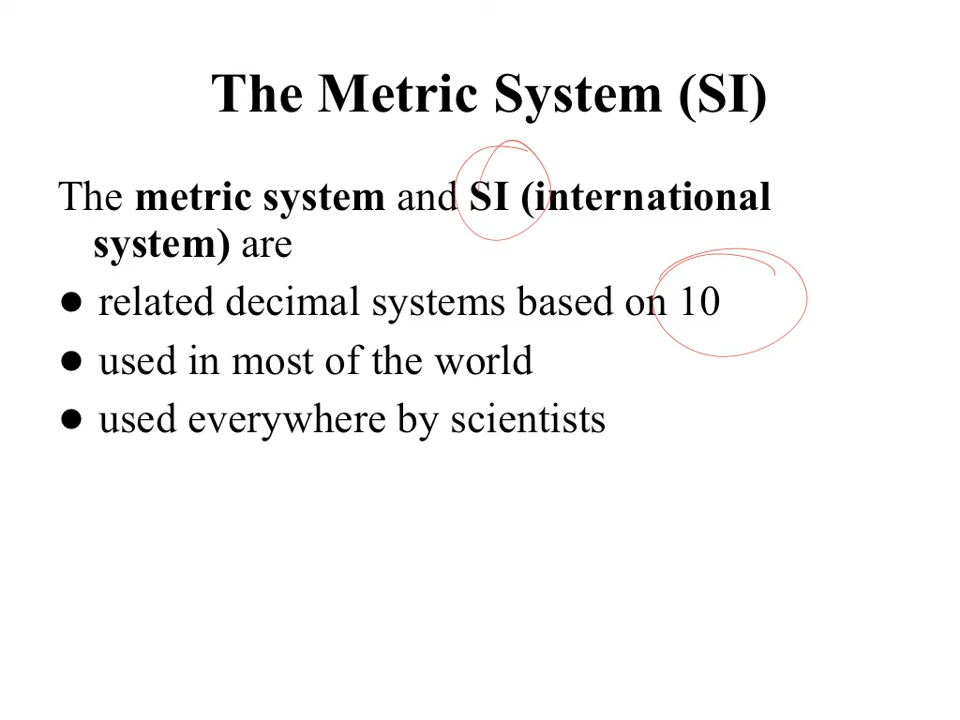 The Metric System (SI)
The metric system and SI (international
system) are
● related decimal systems based on 10
● used in most of the world
● used everywhere by scientists